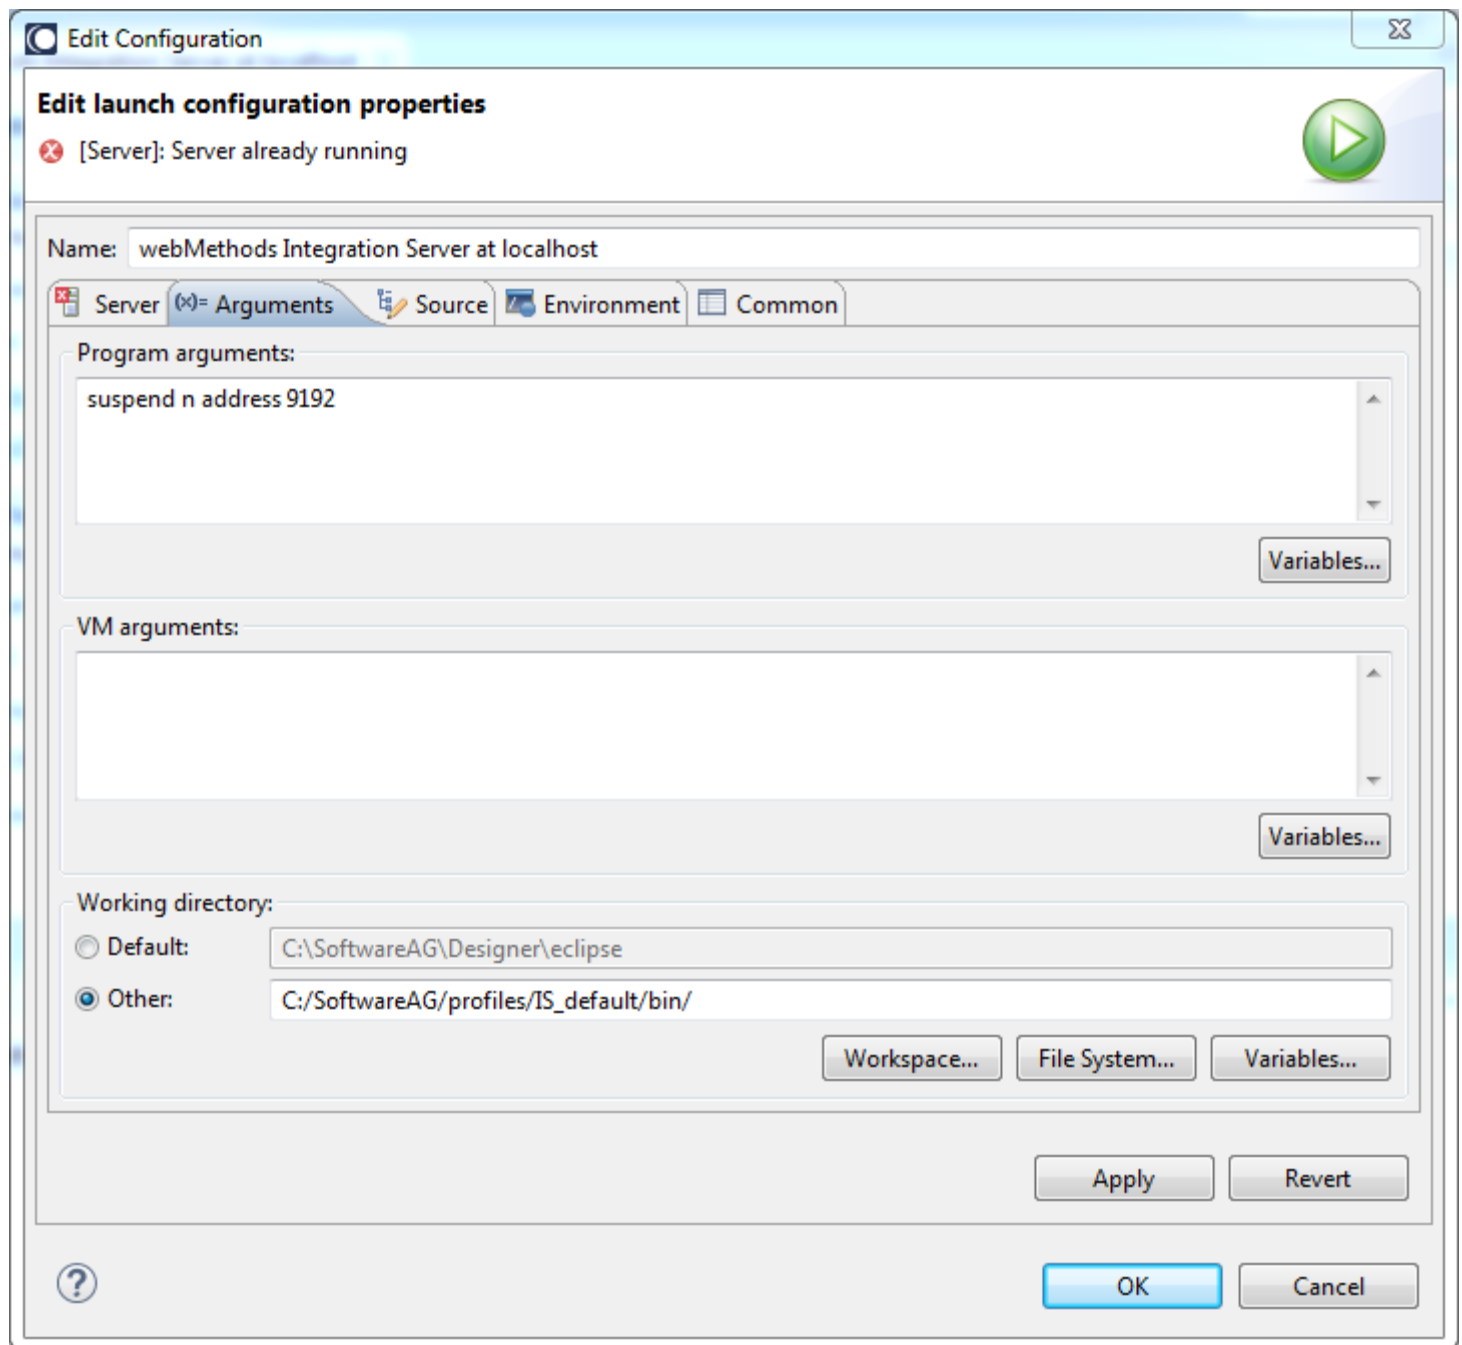 Edit Configuration
Edit launch configuration properties
[Server]: Server already running
Name: webMethods Integration Server at localhost
Server (x)= Arguments Source Environment Common
Program arguments:
suspend n address 9192
Variables...
VM arguments:
Variables...
Working directory:
Default: C:\SoftwareAG\Designer\eclipse
Other: C:/SoftwareAG/profiles/IS_default/bin/
Workspace... File System... Variables...
Apply Revert
? OK Cancel